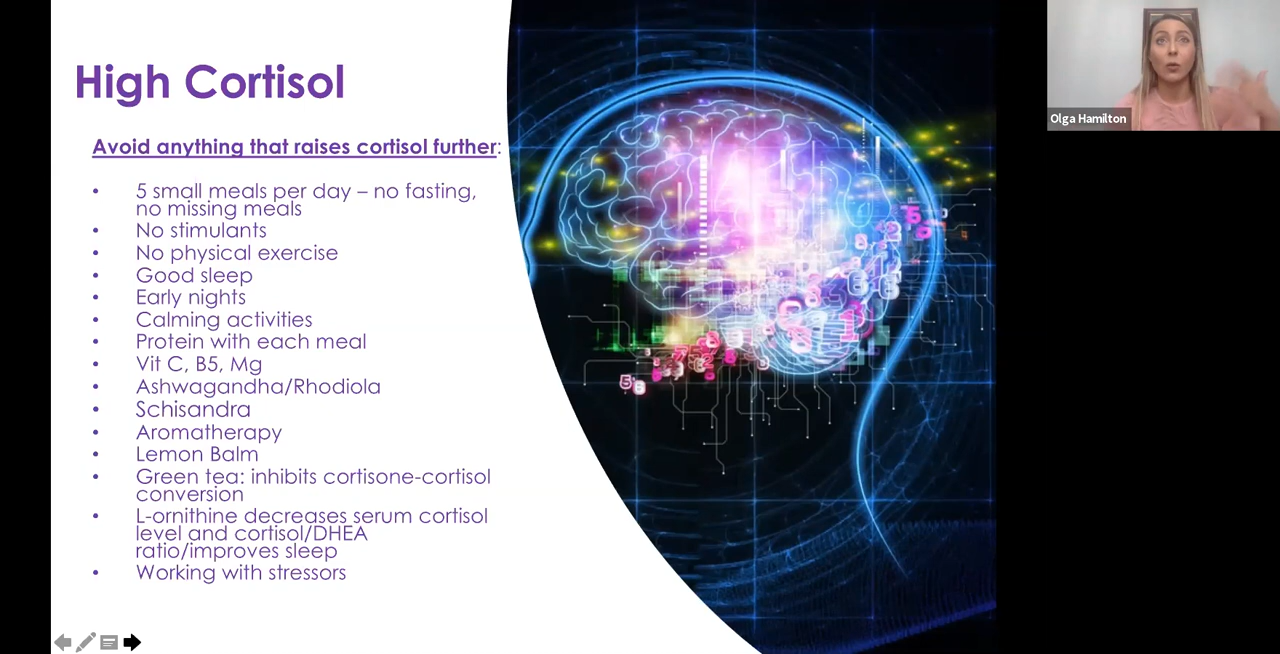 High Cortisol
Avoid anything that raises cortisol further:
• 5 small meals per day – no fasting,
no missing meals
• No stimulants
• No physical exercise
• Good sleep
• Early nights
• Calming activities
• Protein with each meal
• Vit C, B5, Mg
• Ashwagandha/Rhodiola
• Schisandra
• Aromatherapy
• Lemon Balm
• Green tea: inhibits cortisone-cortisol
conversion
• L-ornithine decreases serum cortisol
level and cortisol/DHEA
ratio/improves sleep
• Working with stressors
Olga Hamilton